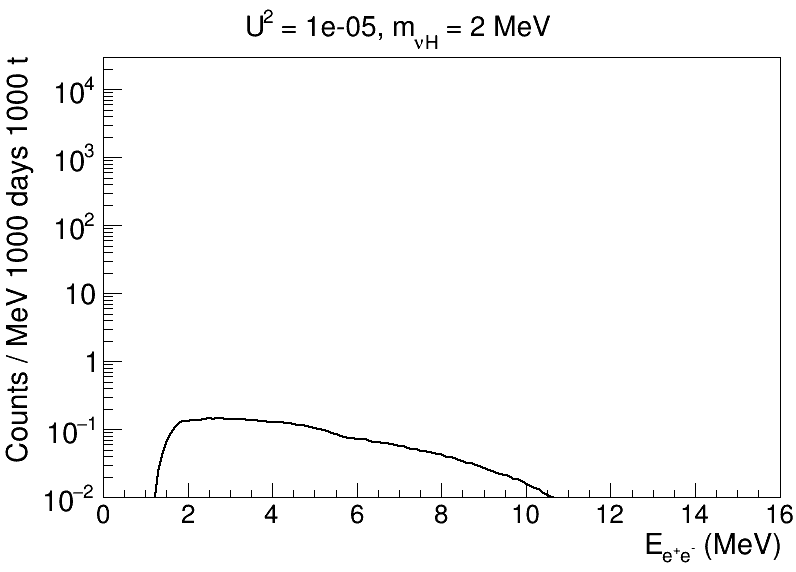 U² = 1e-05, m_νH = 2 MeV
Counts / MeV 1000 days 1000 t
10⁴
10³
10²
10
1
10⁻¹
10⁻²
0 2 4 6 8 10 12 14 16
E_e⁺e⁻ (MeV)